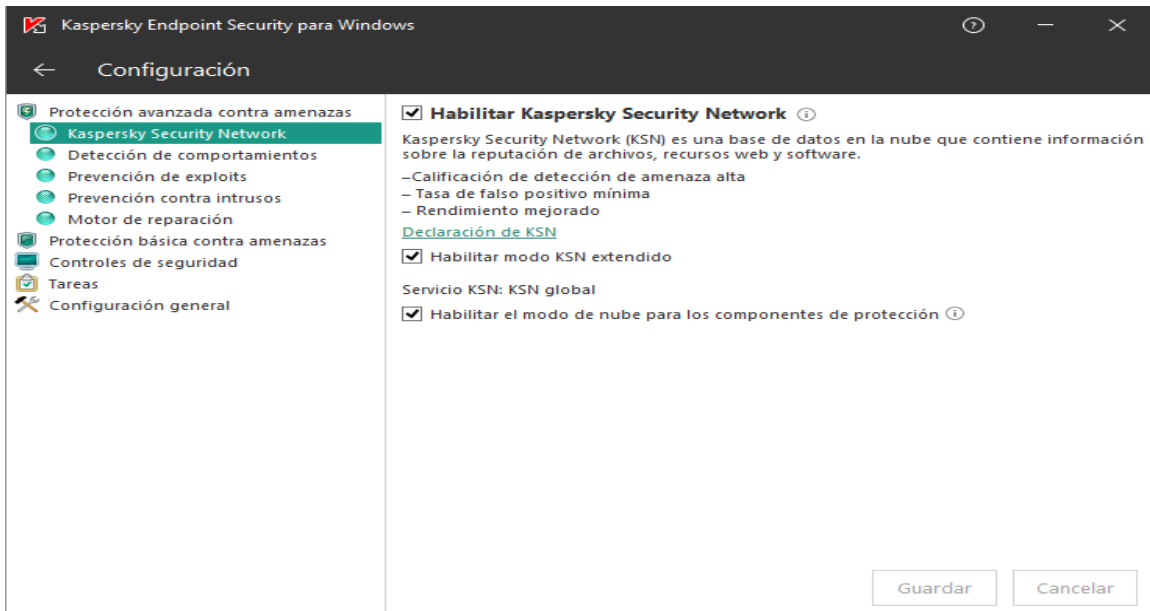 Kaspersky Endpoint Security para Windows
Configuración
Protección avanzada contra amenazas
Kaspersky Security Network
Detección de comportamientos
Prevención de exploits
Prevención contra intrusos
Motor de reparación
Protección básica contra amenazas
Controles de seguridad
Tareas
Configuración general
Habilitar Kaspersky Security Network
Kaspersky Security Network (KSN) es una base de datos en la nube que contiene información
sobre la reputación de archivos, recursos web y software.
–Calificación de detección de amenaza alta
– Tasa de falso positivo mínima
– Rendimiento mejorado
Declaración de KSN
Habilitar modo KSN extendido
Servicio KSN: KSN global
Habilitar el modo de nube para los componentes de protección
Guardar
Cancelar